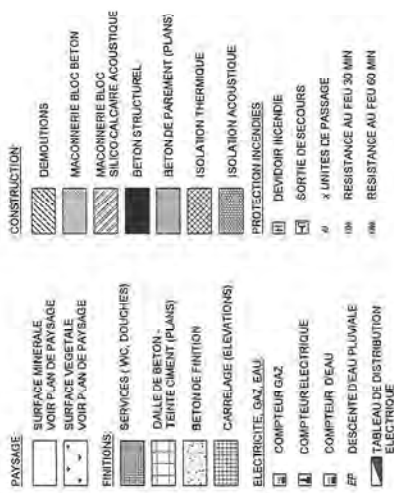 PAYSAGE:
SURFACE MINERALE
VOIR PLAN DE PAYSAGE
SURFACE VEGETALE
VOIR PLAN DE PAYSAGE
FINITIONS:
SERVICES ( WC, DOUCHES)
DALLE DE BETON -
TEINTE CIMENT (PLANS)
BETON DE FINITION
CARRELAGE (ELEVATIONS)
ELECTRICITE, GAZ, EAU:
COMPTEUR GAZ
COMPTEUR ELECTRIQUE
COMPTEUR D'EAU
EP DESCENTE D'EAU PLUVIALE
TABLEAU DE DISTRIBUTION
ELECTRIQUE
CONSTRUCTION:
DEMOLITIONS
MACONNERIE BLOC BETON
MACONNERIE BLOC
SILICO CALCAIRE ACOUSTIQUE
BETON STRUCTUREL
BETON DE PAREMENT (PLANS)
ISOLATION THERMIQUE
ISOLATION ACOUSTIQUE
PROTECTION INCENDIES
DEVIDOIR INCENDIE
SORTIE DE SECOURS
x UNITES DE PASSAGE
RESISTANCE AU FEU 30 MIN
RESISTANCE AU FEU 60 MIN